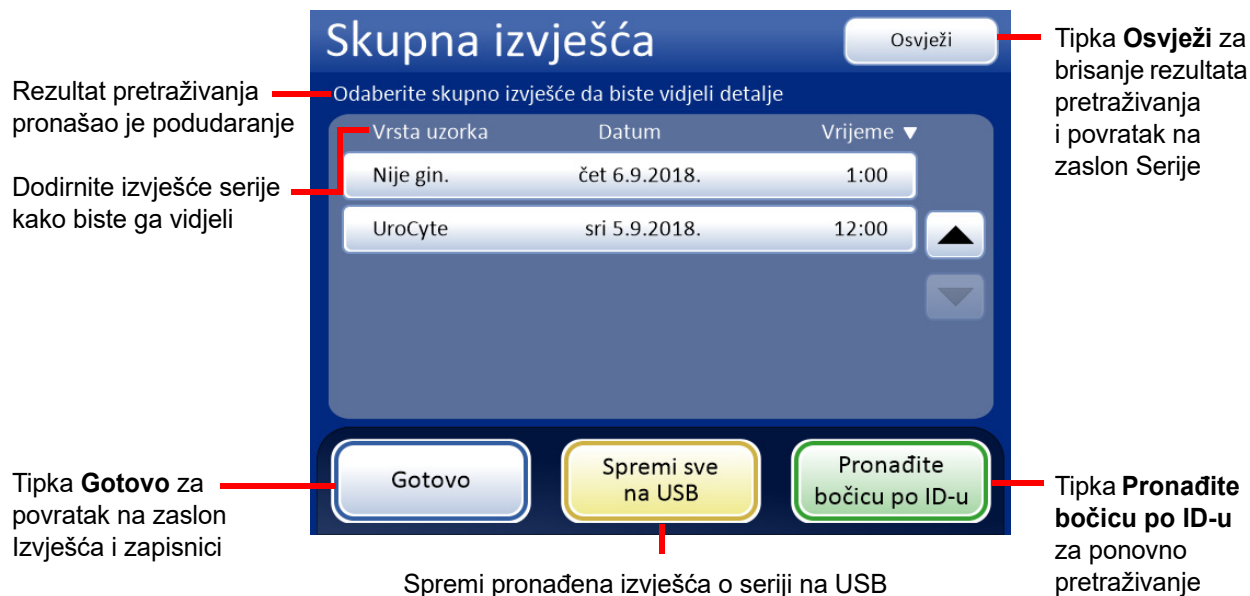 Skupna izvješća
Osvježi
Tipka Osvježi za
brisanje rezultata
pretraživanja
i povratak na
zaslon Serije
Rezultat pretraživanja
pronašao je podudaranje
Odaberite skupno izvješće da biste vidjeli detalje
Vrsta uzorka Datum Vrijeme ▼
Dodirnite izvješće serije
kako biste ga vidjeli
Nije gin. čet 6.9.2018. 1:00
UroCyte sri 5.9.2018. 12:00
Tipka Gotovo za
povratak na zaslon
Izvješća i zapisnici
Gotovo
Spremi sve
na USB
Pronađite
bočicu po ID-u
Tipka Pronađite
bočicu po ID-u
za ponovno
pretraživanje
Spremi pronađena izvješća o seriji na USB